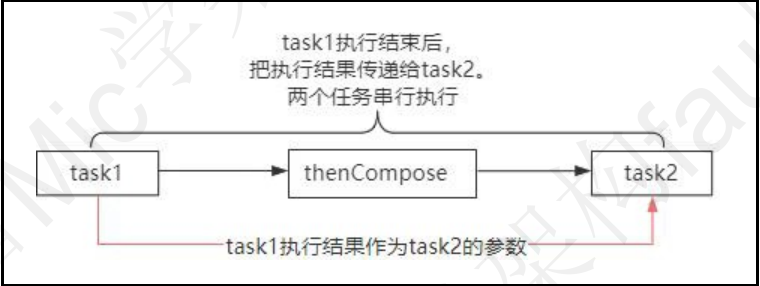 task1执行结束后，
把执行结果传递给task2。
两个任务串行执行
task1
thenCompose
task2
task1执行结果作为task2的参数